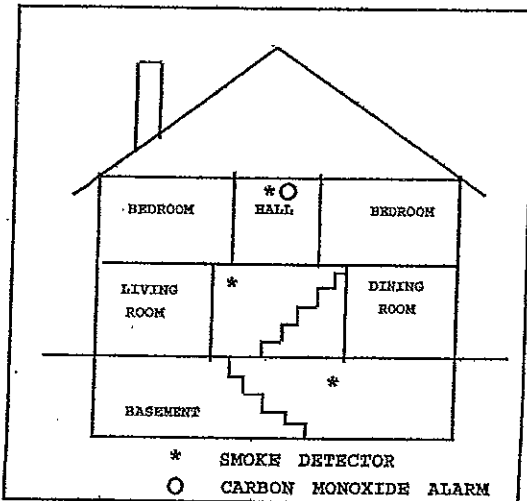 BEDROOM * O HALL BEDROOM
LIVING ROOM * DINING ROOM
*
BASEMENT
* SMOKE DETECTOR
O CARBON MONOXIDE ALARM